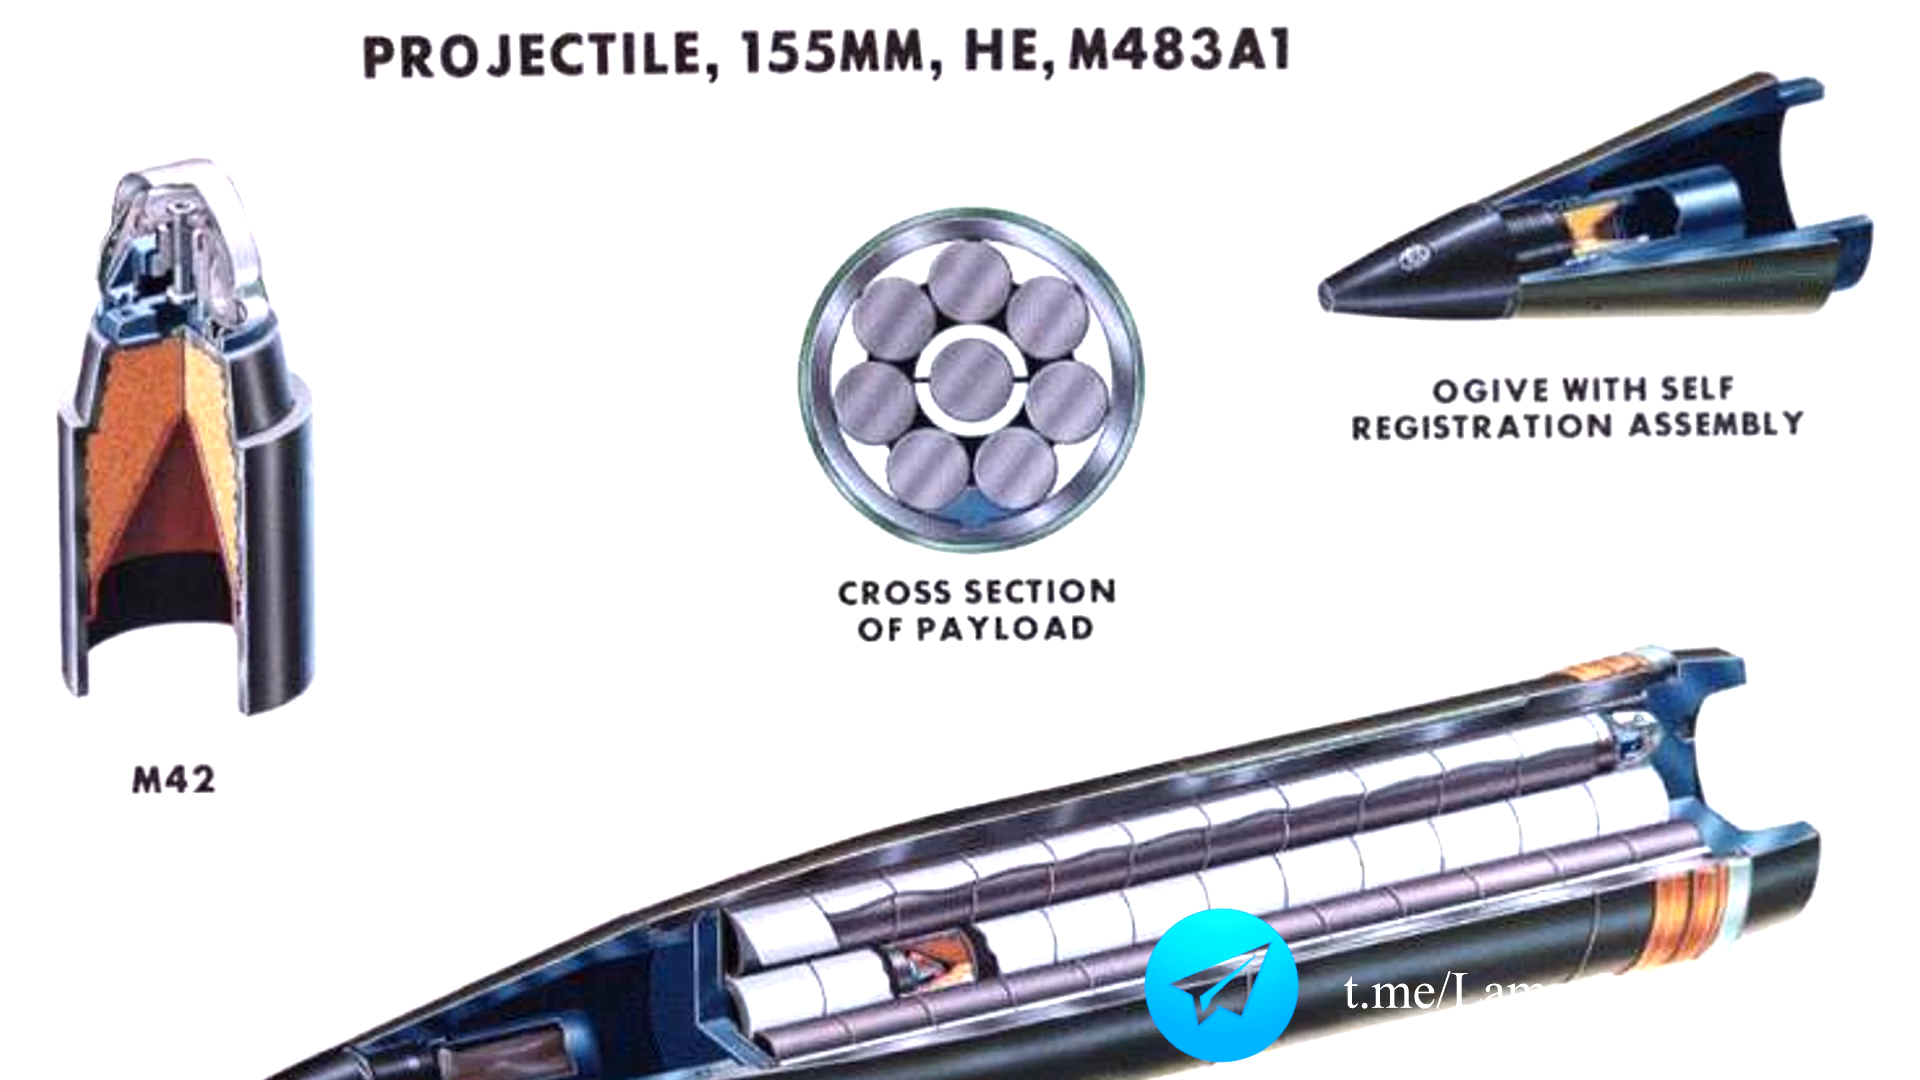 PROJECTILE, 155MM, HE, M483A1
OGIVE WITH SELF
REGISTRATION ASSEMBLY
CROSS SECTION
OF PAYLOAD
M42